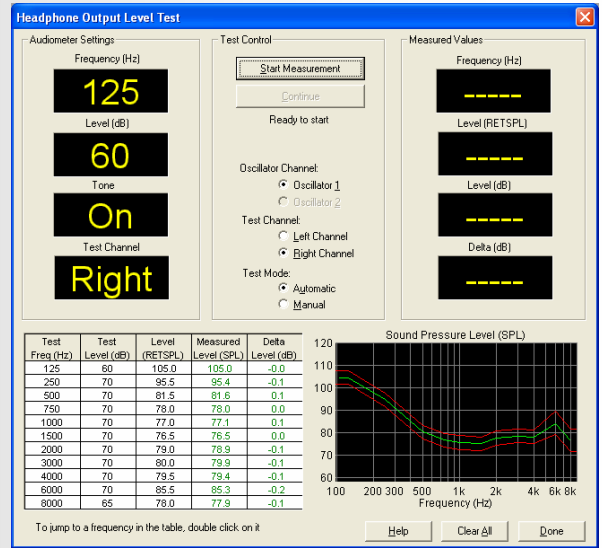 Headphone Output Level Test
Audiometer Settings
Frequency (Hz)
125
Level (dB)
60
Tone
On
Test Channel
Right
Test Control
Start Measurement
Continue
Ready to start
Oscillator Channel:
Oscillator 1
Oscillator 2
Test Channel:
Left Channel
Right Channel
Test Mode:
Automatic
Manual
Measured Values
Frequency (Hz)
-----
Level (RETSPL)
-----
Level (dB)
-----
Delta (dB)
-----
Test Freq (Hz) Test Level (dB) Level (RETSPL) Measured Level (SPL) Delta Level (dB)
125 60 105.0 105.0 -0.0
250 70 95.5 95.4 -0.1
500 70 81.5 81.6 0.1
750 70 78.0 78.0 0.0
1000 70 77.0 77.1 0.1
1500 70 76.5 76.5 0.0
2000 70 79.0 78.9 -0.1
3000 70 80.0 79.9 -0.1
4000 70 79.5 79.4 -0.1
6000 70 85.5 85.3 -0.2
8000 65 78.0 77.9 -0.1
Sound Pressure Level (SPL)
120
110
100
90
80
70
60
100 200 300 500 1k 2k 4k 6k 8k
Frequency (Hz)
To jump to a frequency in the table, double click on it
Help
Clear All
Done